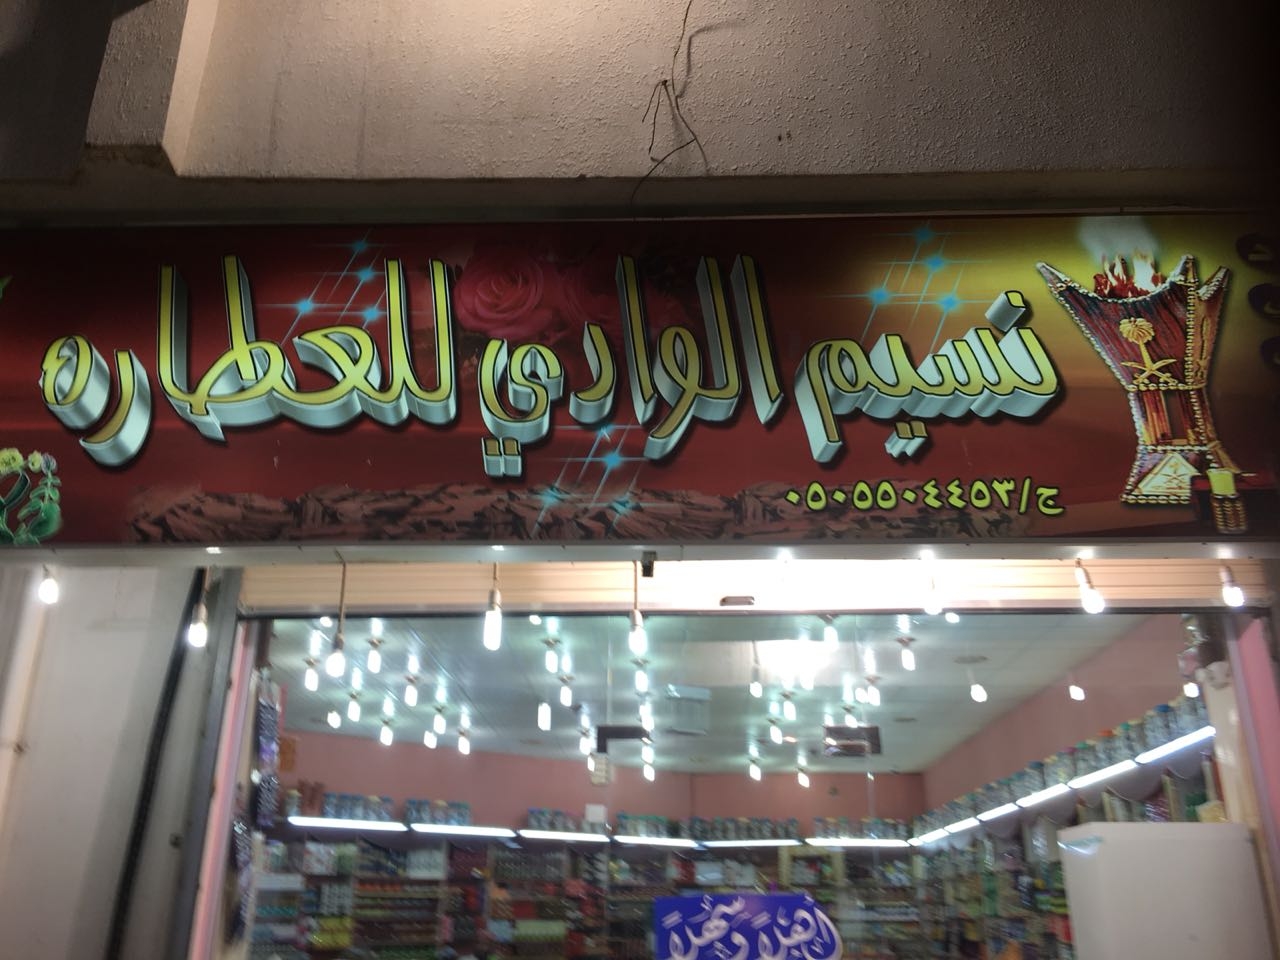 نسيم الوادي للعطاره
ج/٠٥٠٥٥٠٤٤٥٣
أهلاً وسهلاً